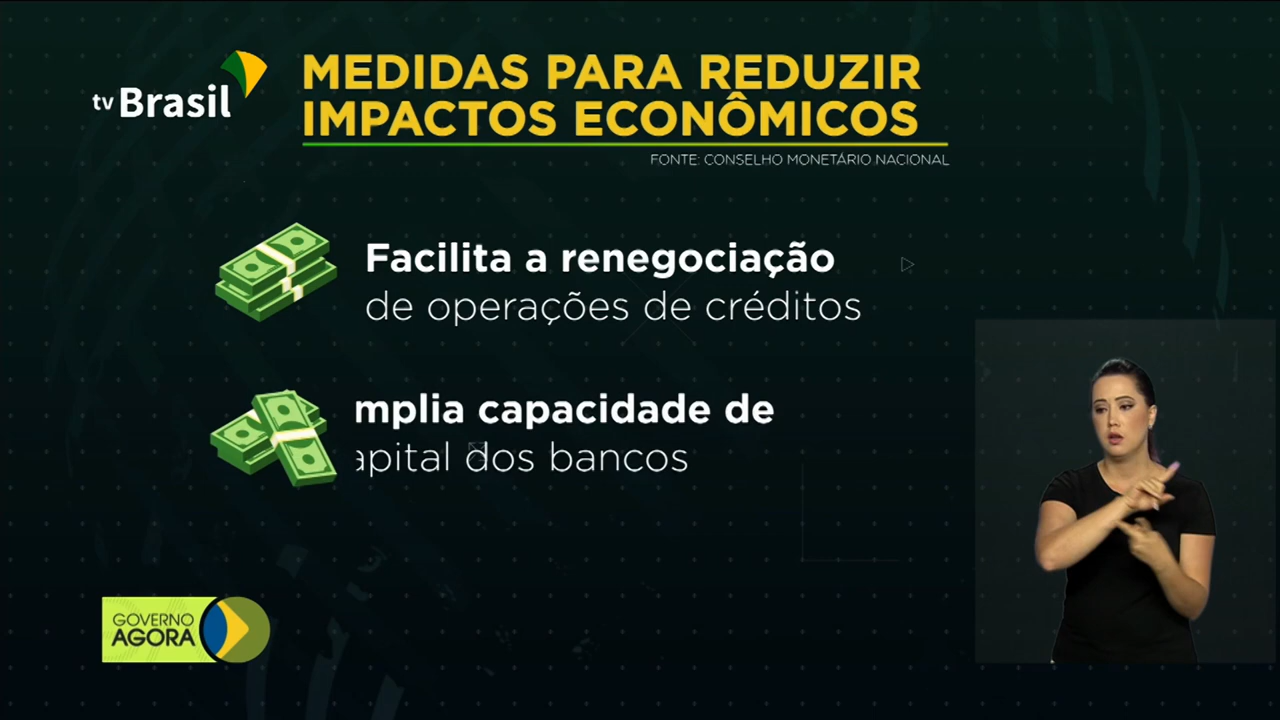 tv Brasil
MEDIDAS PARA REDUZIR
IMPACTOS ECONÔMICOS
FONTE: CONSELHO MONETÁRIO NACIONAL
Facilita a renegociação
de operações de créditos
mplia capacidade de
apital dos bancos
GOVERNO
AGORA